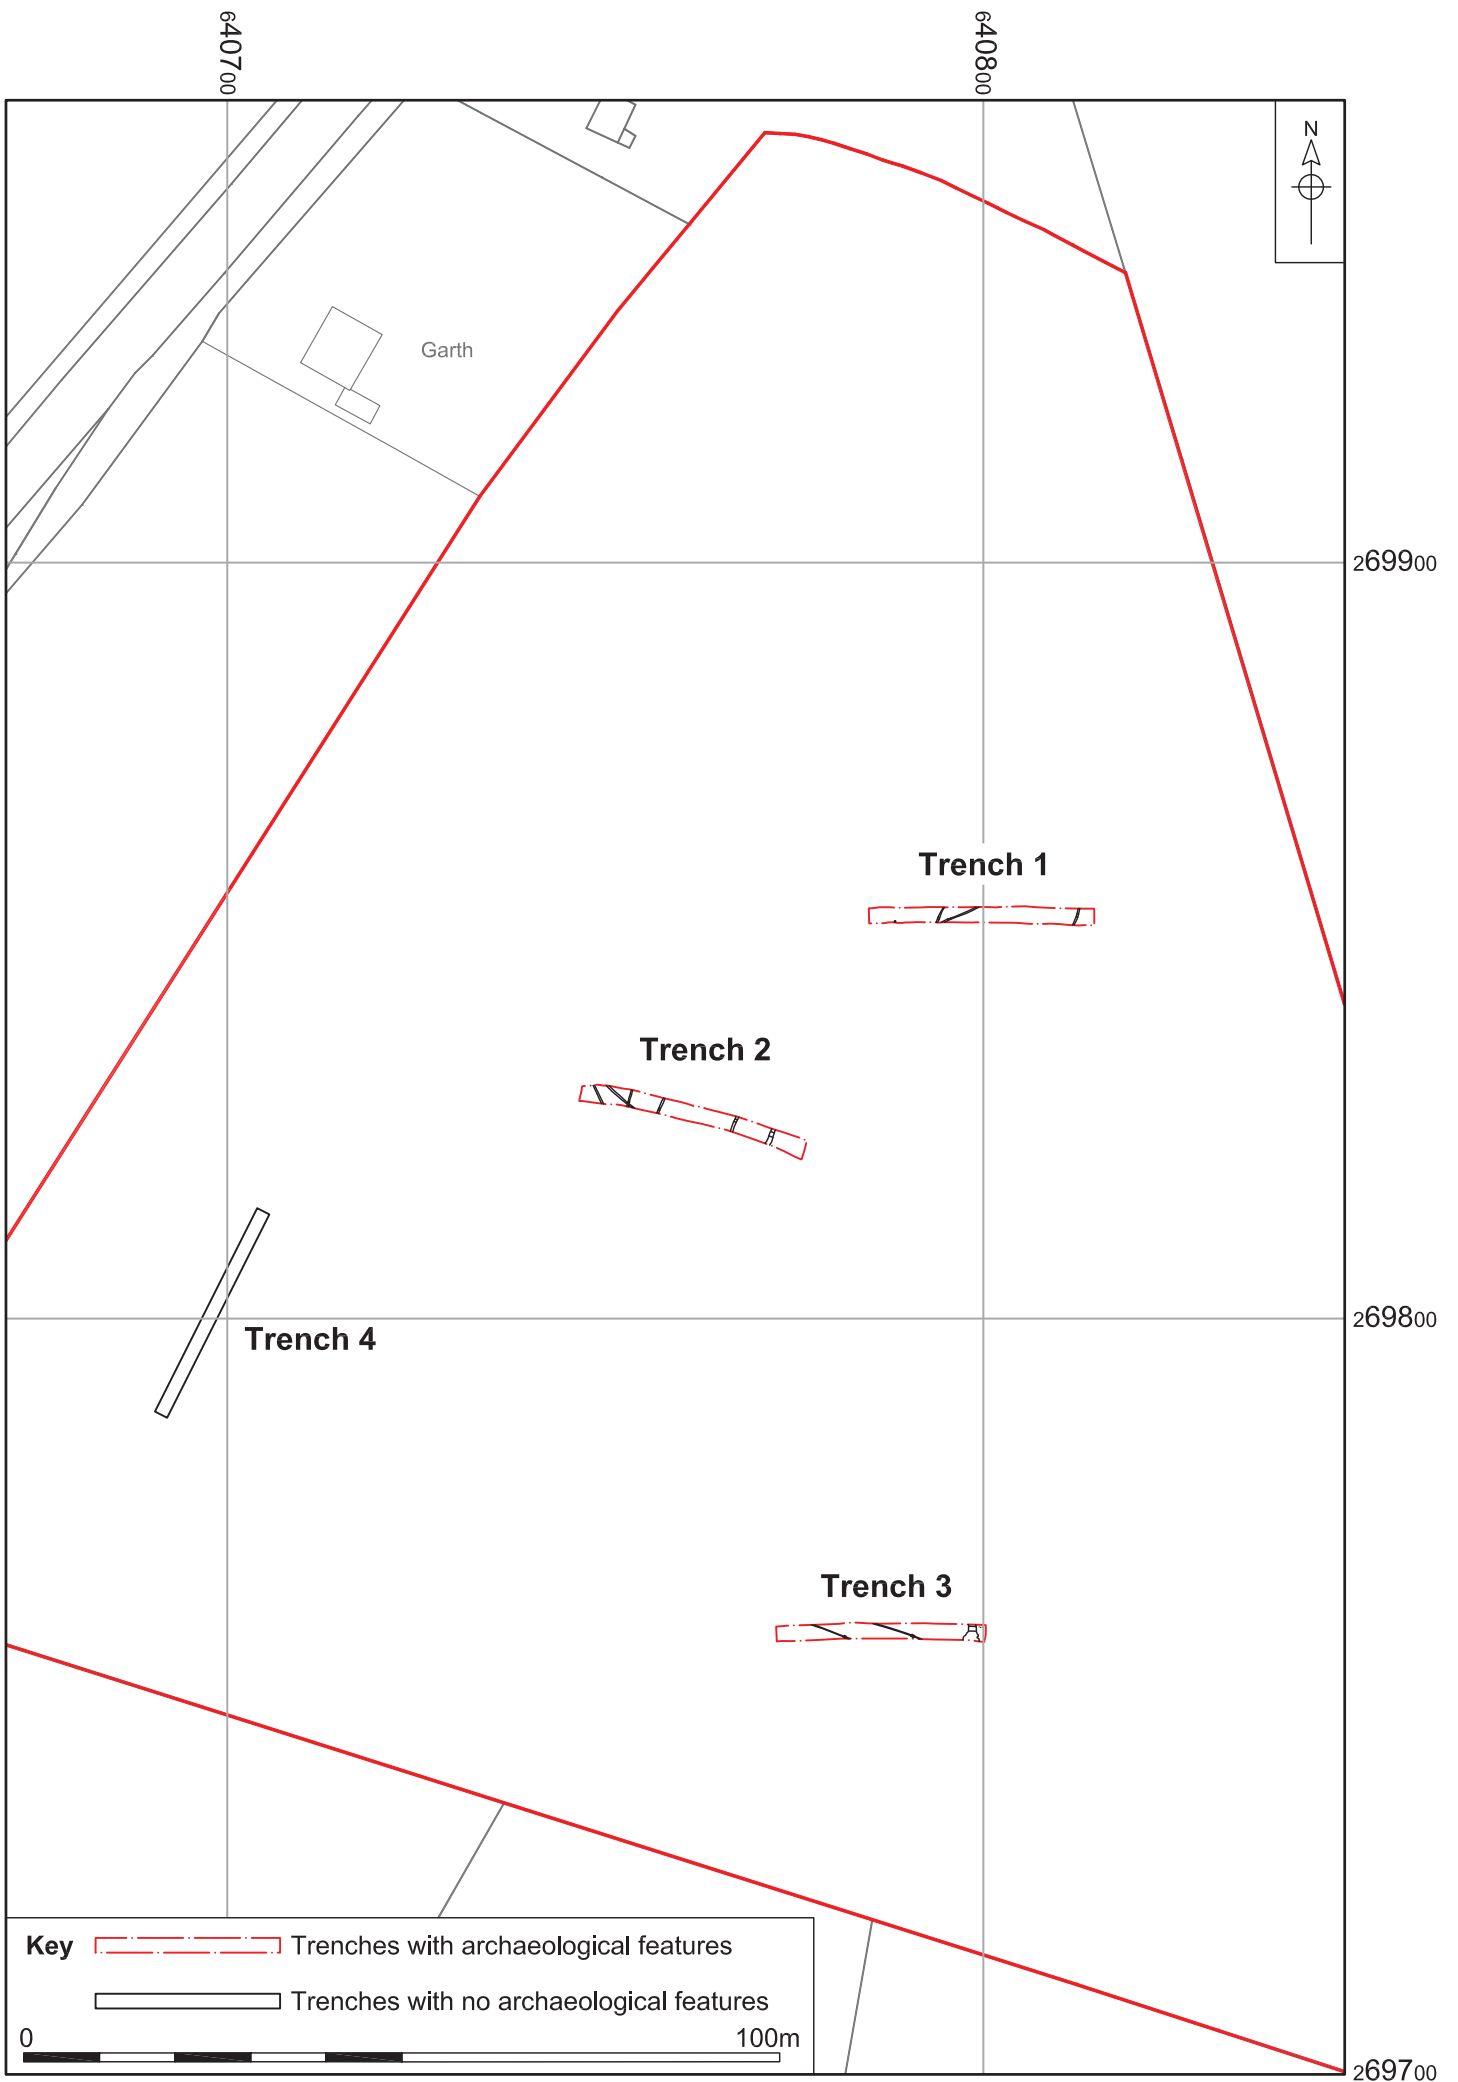 640700
640800
N
Garth
269900
Trench 1
Trench 2
269800
Trench 4
Trench 3
Key
Trenches with archaeological features
Trenches with no archaeological features
0 100m
269700